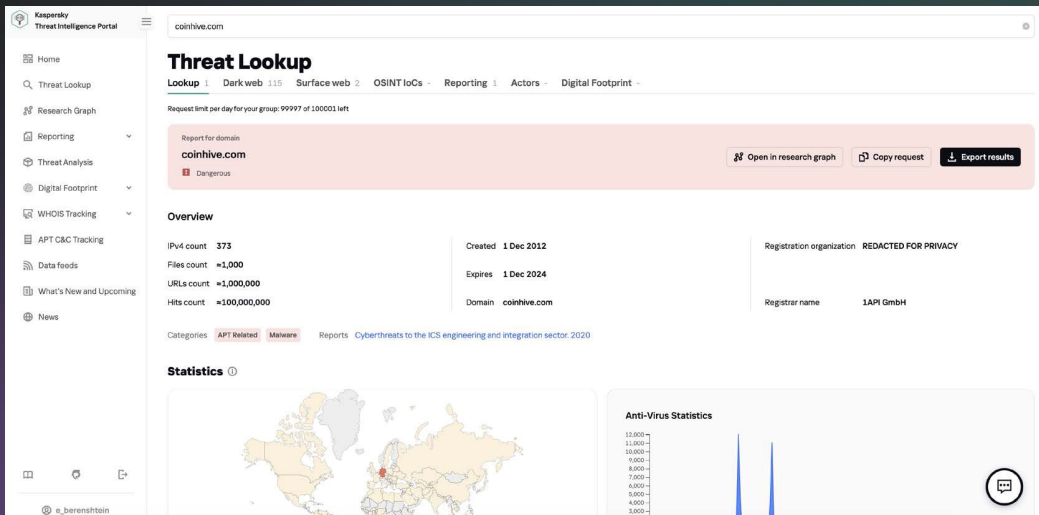 Kaspersky
Threat Intelligence Portal
coinhive.com
Home
Threat Lookup
Research Graph
Reporting
Threat Analysis
Digital Footprint
WHOIS Tracking
APT C&C Tracking
Data feeds
What's New and Upcoming
News
e_berenshtein
Threat Lookup
Lookup 1 Dark web 115 Surface web 2 OSINT IoCs - Reporting 1 Actors - Digital Footprint -
Request limit per day for your group: 99997 of 100001 left
Report for domain
coinhive.com
Dangerous
Open in research graph Copy request Export results
Overview
IPv4 count 373
Files count ≈1,000
URLs count ≈1,000,000
Hits count ≈100,000,000
Created 1 Dec 2012
Expires 1 Dec 2024
Domain coinhive.com
Registration organization REDACTED FOR PRIVACY
Registrar name 1API GmbH
Categories APT Related Malware Reports Cyberthreats to the ICS engineering and integration sector. 2020
Statistics
Anti-Virus Statistics
12,000
11,000
10,000
9,000
8,000
7,000
6,000
5,000
4,000
3,000